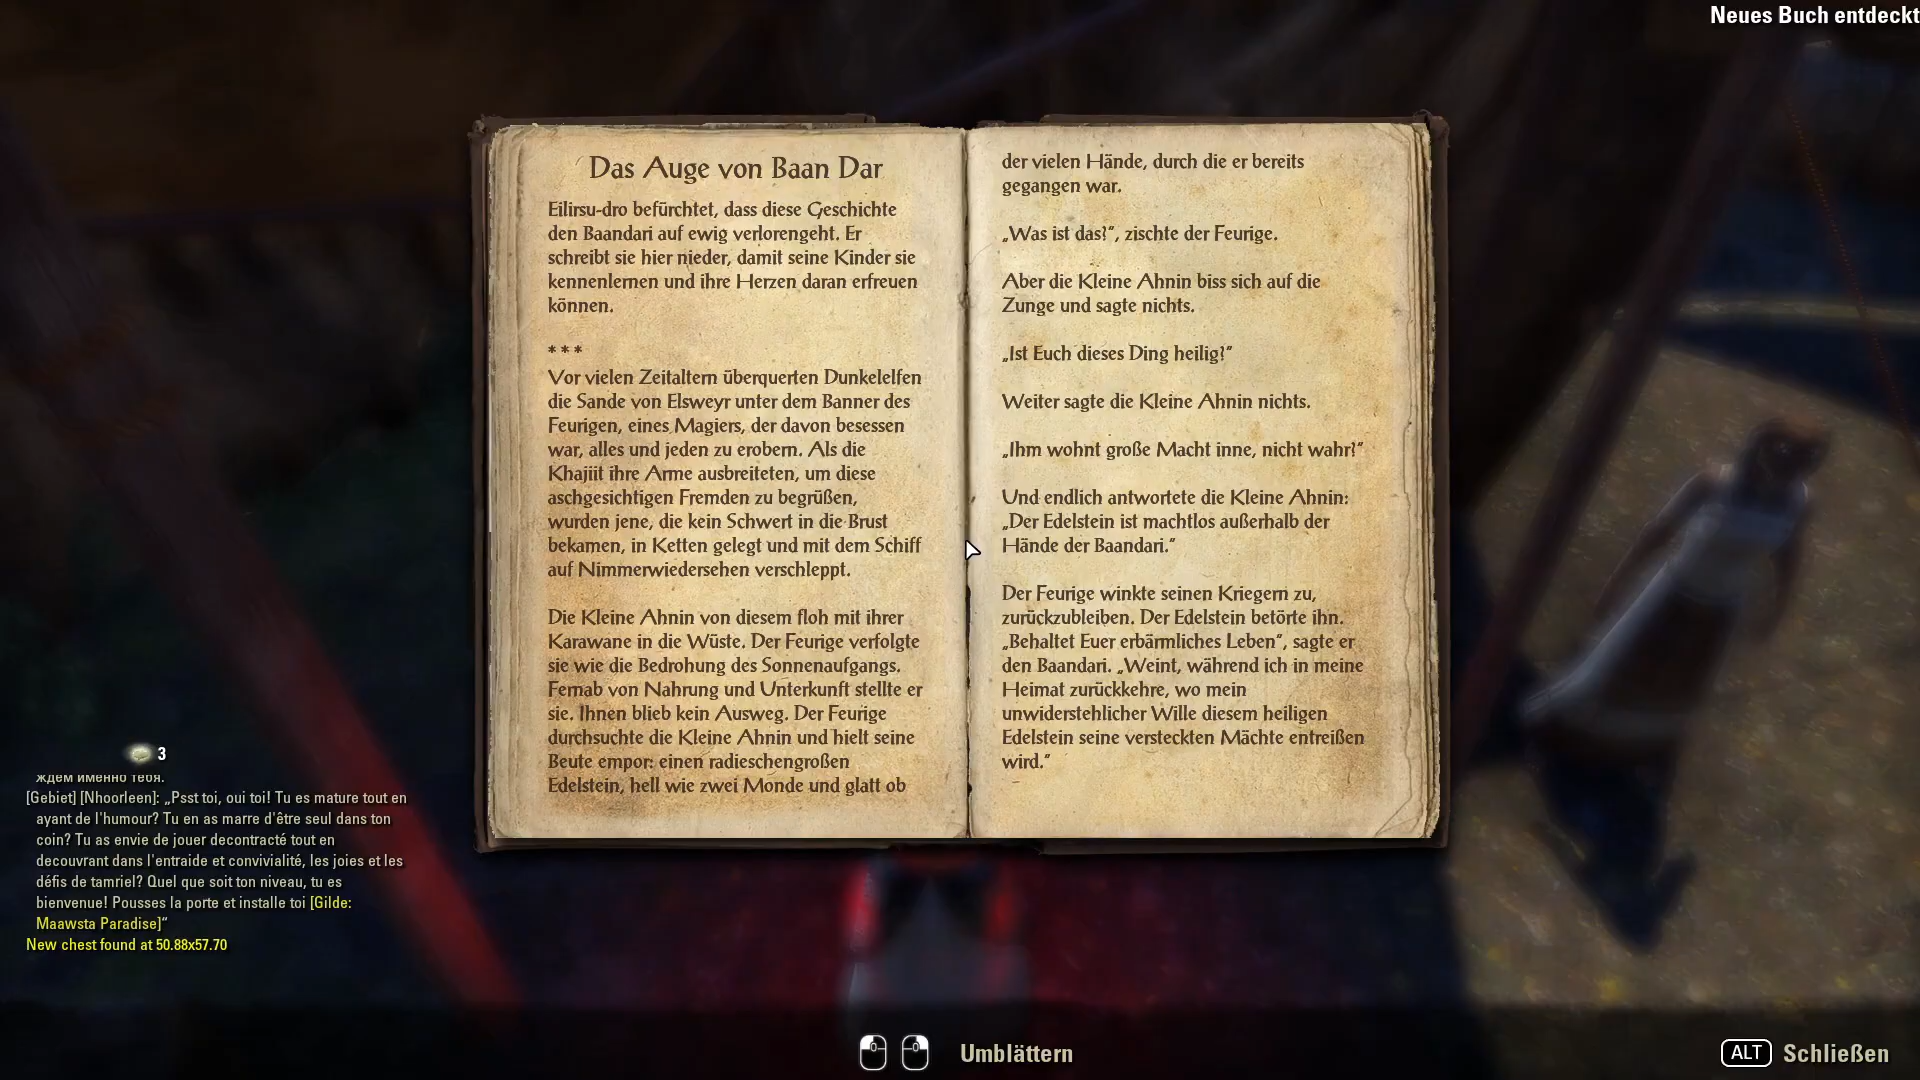 Neues Buch entdeckt
Das Auge von Baan Dar
Eilirsu-dro befürchtet, dass diese Geschichte
den Baandari auf ewig verlorengeht. Er
schreibt sie hier nieder, damit seine Kinder sie
kennenlernen und ihre Herzen daran erfreuen
können.
* * *
Vor vielen Zeitaltern überquerten Dunkelelfen
die Sande von Elsweyr unter dem Banner des
Feurigen, eines Magiers, der davon besessen
war, alles und jeden zu erobern. Als die
Khajiit ihre Arme ausbreiteten, um diese
aschgesichtigen Fremden zu begrüßen,
wurden jene, die kein Schwert in die Brust
bekamen, in Ketten gelegt und mit dem Schiff
auf Nimmerwiedersehen verschleppt.
Die Kleine Ahnin von diesem floh mit ihrer
Karawane in die Wüste. Der Feurige verfolgte
sie wie die Bedrohung des Sonnenaufgangs.
Fernab von Nahrung und Unterkunft stellte er
sie. Ihnen blieb kein Ausweg. Der Feurige
durchsuchte die Kleine Ahnin und hielt seine
Beute empor: einen radieschengroßen
Edelstein, hell wie zwei Monde und glatt ob
der vielen Hände, durch die er bereits
gegangen war.
„Was ist das?“, zischte der Feurige.
Aber die Kleine Ahnin biss sich auf die
Zunge und sagte nichts.
„Ist Euch dieses Ding heilig?“
Weiter sagte die Kleine Ahnin nichts.
„Ihm wohnt große Macht inne, nicht wahr?“
Und endlich antwortete die Kleine Ahnin:
„Der Edelstein ist machtlos außerhalb der
Hände der Baandari.“
Der Feurige winkte seinen Kriegern zu,
zurückzubleiben. Der Edelstein betörte ihn.
„Behaltet Euer erbärmliches Leben“, sagte er
den Baandari. „Weint, während ich in meine
Heimat zurückkehre, wo mein
unwiderstehlicher Wille diesem heiligen
Edelstein seine versteckten Mächte entreißen
wird.“
3
ждем именно тебя.
[Gebiet] [Nhoorleen]: „Psst toi, oui toi! Tu es mature tout en
ayant de l'humour? Tu en as marre d'être seul dans ton
coin? Tu as envie de jouer decontracté tout en
decouvrant dans l'entraide et convivialité, les joies et les
défis de tamriel? Quel que soit ton niveau, tu es
bienvenue! Pousses la porte et installe toi [Gilde:
Maawsta Paradise]“
New chest found at 50.88x57.70
Umblättern
ALT Schließen